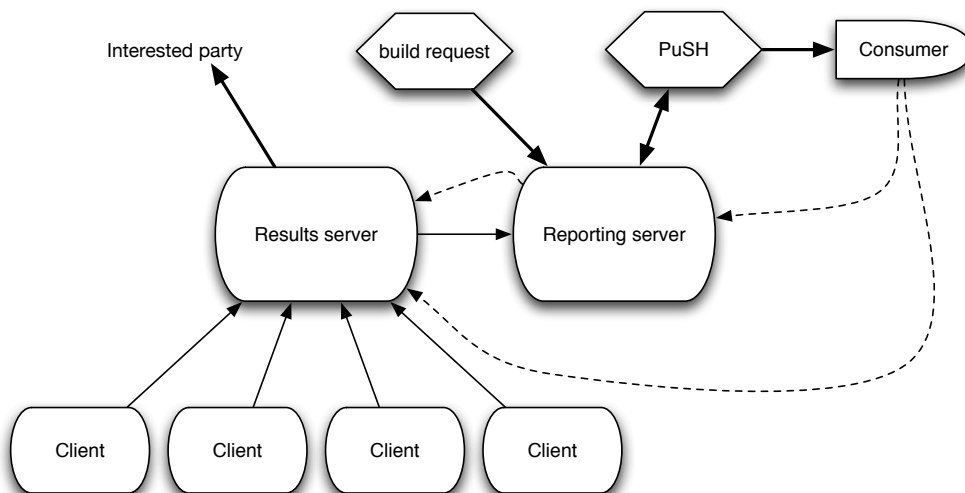 Interested party
build request
PuSH
Consumer
Results server
Reporting server
Client
Client
Client
Client